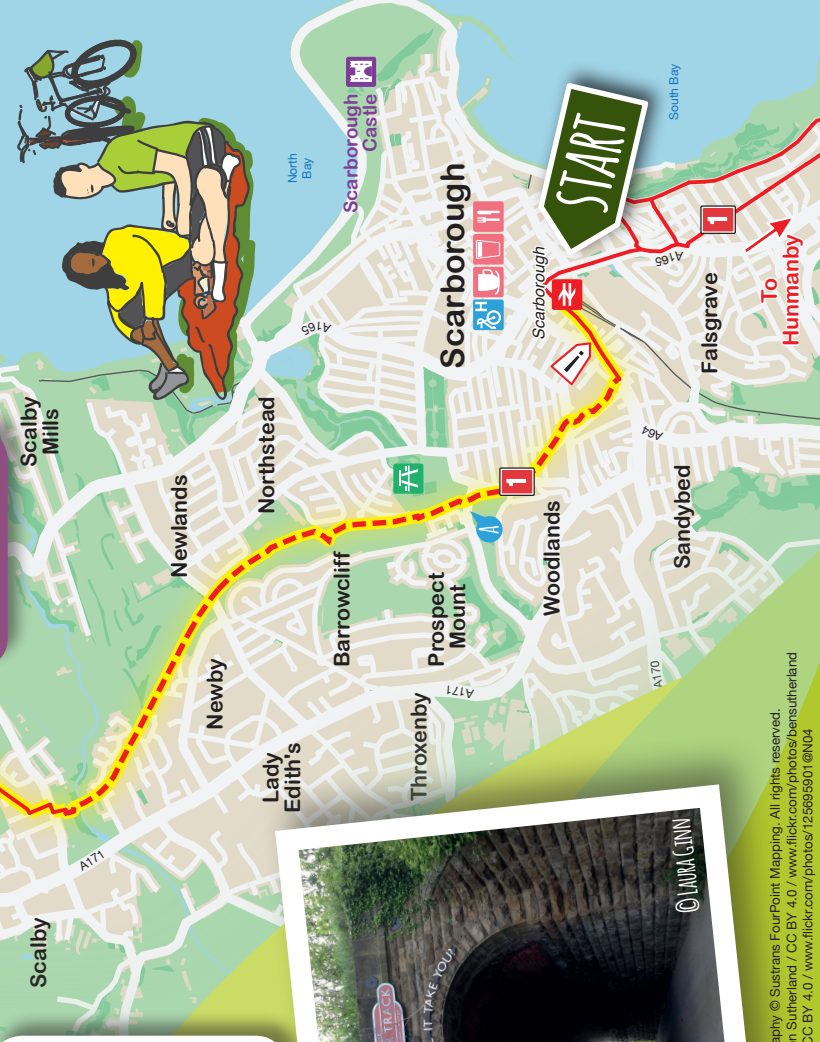 Scalby
Mills
North
Bay
Scarborough
Castle
START
South Bay
A165
Scarborough
H
Scarborough
1
A165
To
Hunmanby
Falsgrave
Newlands
Northstead
A64
1
A
Woodlands
Sandybed
Barrowcliff
Prospect
Mount
Newby
A171
A170
Lady
Edith's
Throxenby
A171
Scalby
TRACK
IT TAKE YOU?
© LAURA GINN
aphy © Sustrans FourPoint Mapping. All rights reserved.
n Sutherland / CC BY 4.0 / www.flickr.com/photos/bensutherland
CC BY 4.0 / www.flickr.com/photos/125695901@N04